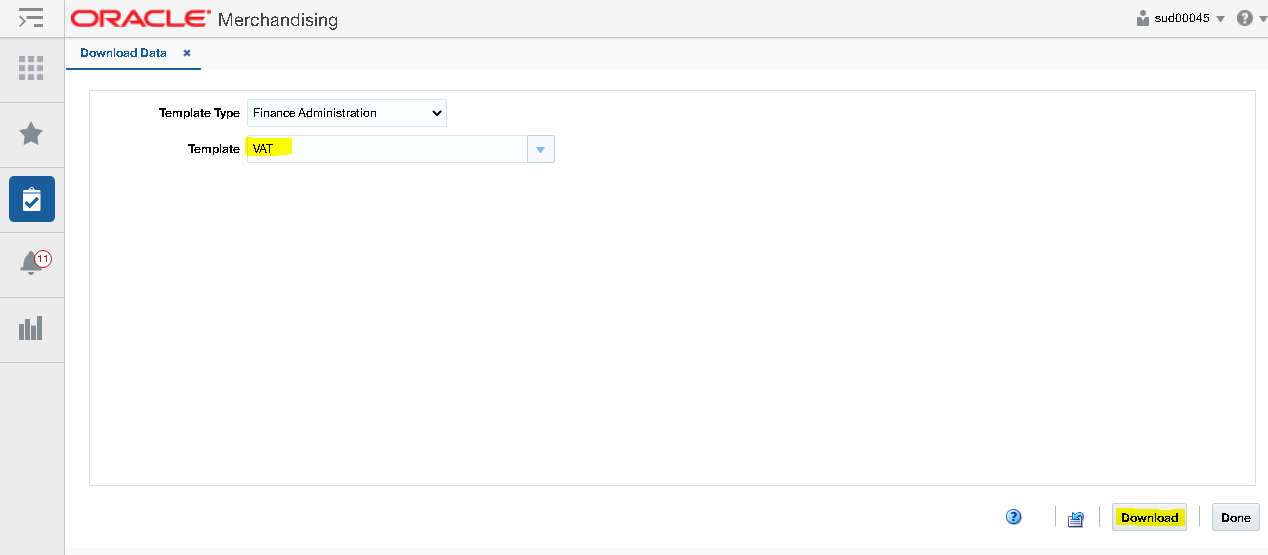 ORACLE Merchandising
sud00045
?
Download Data ×
Template Type Finance Administration
Template VAT
11
?
Download
Done